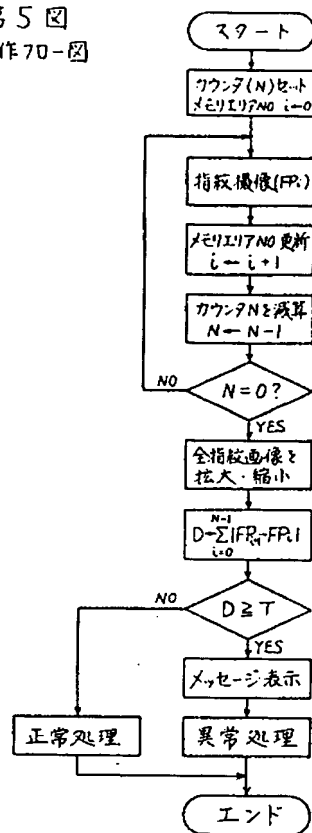 第5図
作フロー図
スタート
カウンタ(N)セット
メモリエリアNO i←0
指紋撮像(FPi)
メモリエリアNO更新
i ← i+1
カウンタNを減算
N ← N-1
NO
N=0?
YES
全指紋画像を
拡大・縮小
N-1
D←Σ|FPi+1-FPi|
i=0
NO
D≧T
YES
メッセージ表示
正常処理
異常処理
エンド